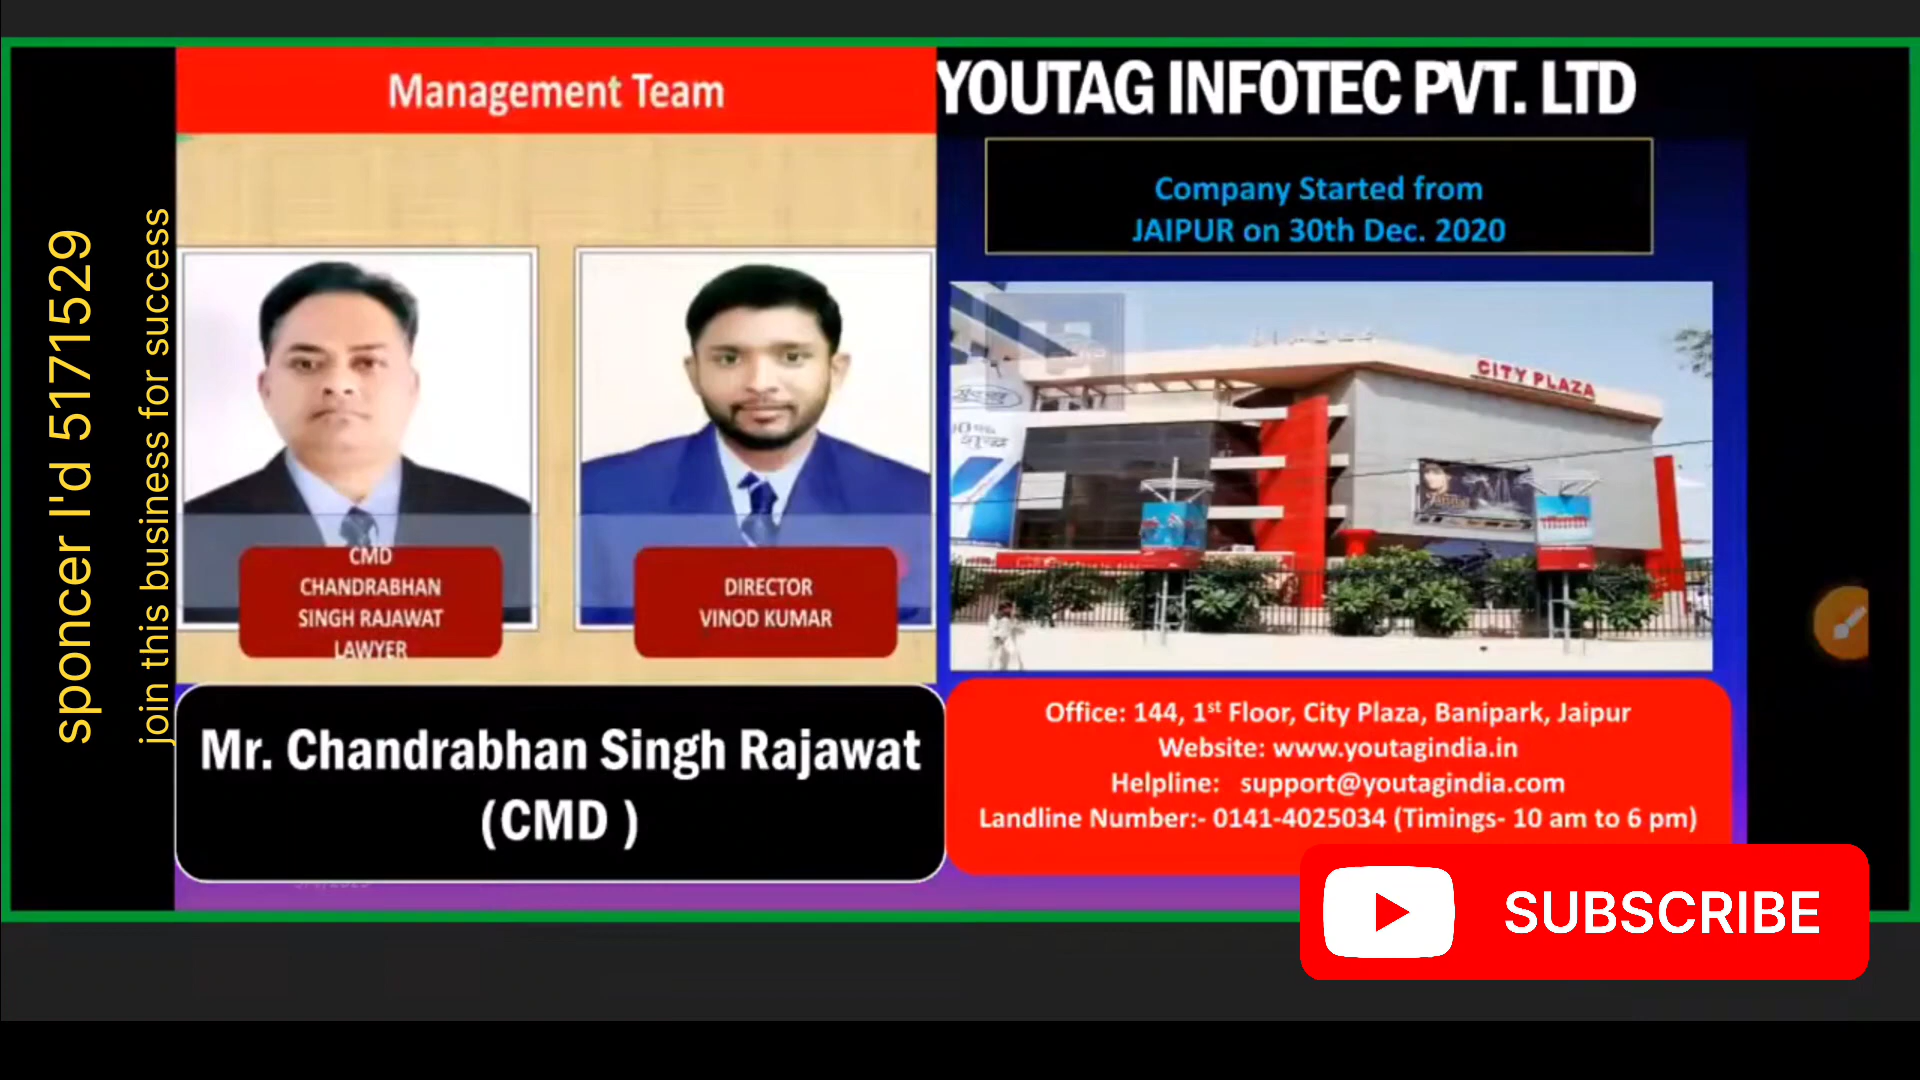 sponcer I'd 5171529
join this business for success
Management Team
CMD
CHANDRABHAN
SINGH RAJAWAT
LAWYER
DIRECTOR
VINOD KUMAR
Mr. Chandrabhan Singh Rajawat
(CMD )
YOUTAG INFOTEC PVT. LTD
Company Started from
JAIPUR on 30th Dec. 2020
CITY PLAZA
Office: 144, 1st Floor, City Plaza, Banipark, Jaipur
Website: www.youtagindia.in
Helpline: support@youtagindia.com
Landline Number:- 0141-4025034 (Timings- 10 am to 6 pm)
SUBSCRIBE